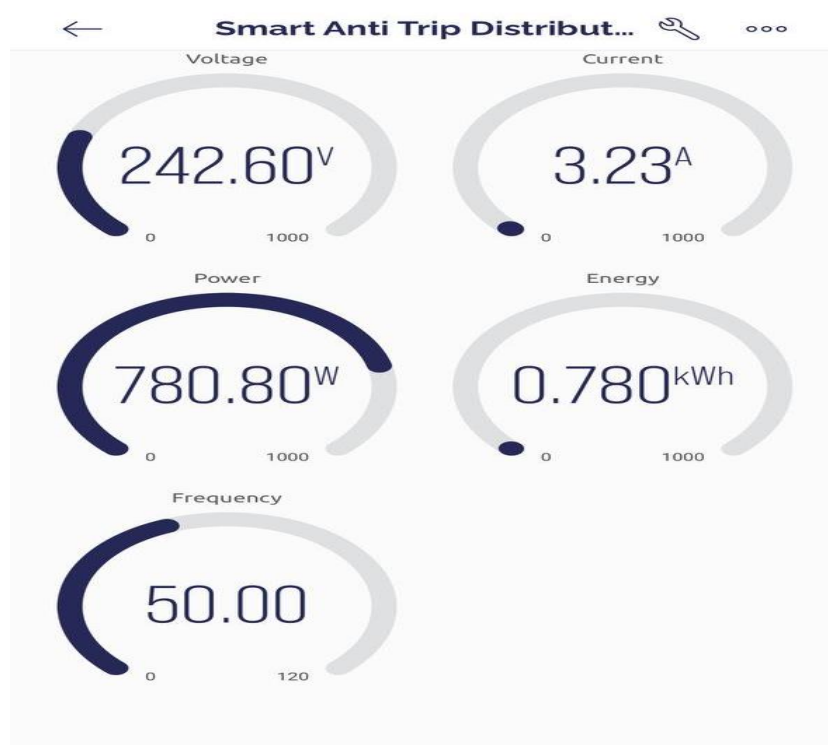 Smart Anti Trip Distribut...
Voltage
242.60V
0 1000
Current
3.23A
0 1000
Power
780.80W
0 1000
Energy
0.780kWh
0 1000
Frequency
50.00
0 120